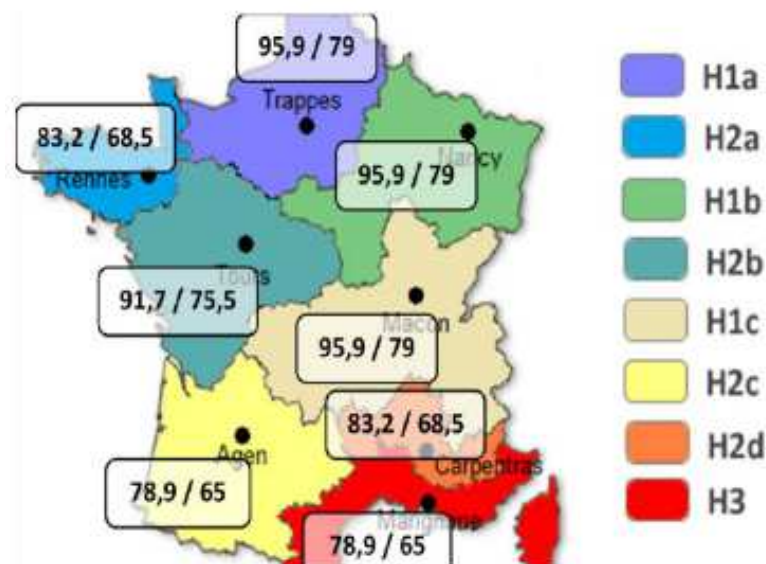 95,9 / 79
Trappes
83,2 / 68,5
Rennes
Nancy
95,9 / 79
Tours
91,7 / 75,5
Macon
95,9 / 79
83,2 / 68,5
Agen
Carpentras
78,9 / 65
Marignane
78,9 / 65
H1a
H2a
H1b
H2b
H1c
H2c
H2d
H3